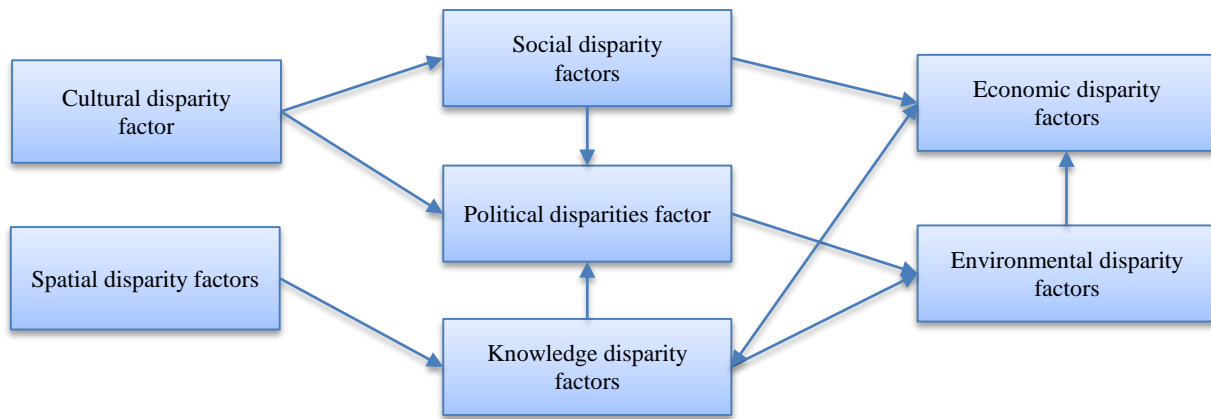 Cultural disparity
factor
Spatial disparity factors
Social disparity
factors
Political disparities factor
Knowledge disparity
factors
Economic disparity
factors
Environmental disparity
factors